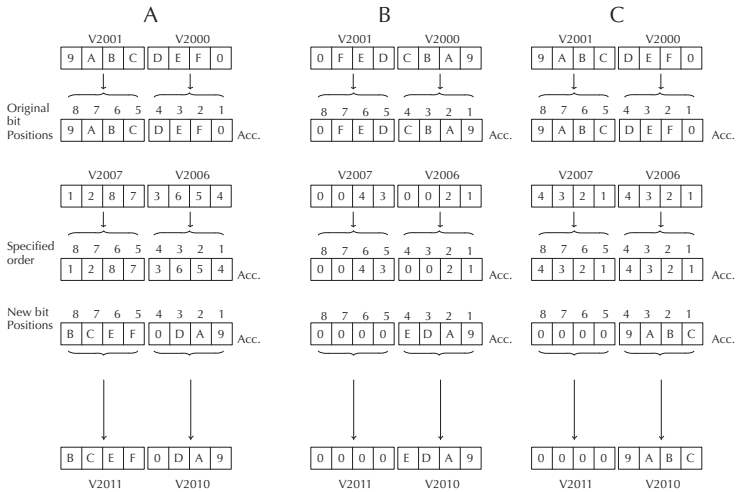 A B C
V2001 V2000 V2001 V2000 V2001 V2000
9 A B C D E F 0 0 F E D C B A 9 9 A B C D E F 0
Original
bit
Positions
8 7 6 5 4 3 2 1 8 7 6 5 4 3 2 1 8 7 6 5 4 3 2 1
9 A B C D E F 0 Acc. 0 F E D C B A 9 Acc. 9 A B C D E F 0 Acc.
V2007 V2006 V2007 V2006 V2007 V2006
1 2 8 7 3 6 5 4 0 0 4 3 0 0 2 1 4 3 2 1 4 3 2 1
Specified
order
8 7 6 5 4 3 2 1 8 7 6 5 4 3 2 1 8 7 6 5 4 3 2 1
1 2 8 7 3 6 5 4 Acc. 0 0 4 3 0 0 2 1 Acc. 4 3 2 1 4 3 2 1 Acc.
New bit
Positions
8 7 6 5 4 3 2 1 8 7 6 5 4 3 2 1 8 7 6 5 4 3 2 1
B C E F 0 D A 9 Acc. 0 0 0 0 E D A 9 Acc. 0 0 0 0 9 A B C Acc.
B C E F 0 D A 9 0 0 0 0 E D A 9 0 0 0 0 9 A B C
V2011 V2010 V2011 V2010 V2011 V2010